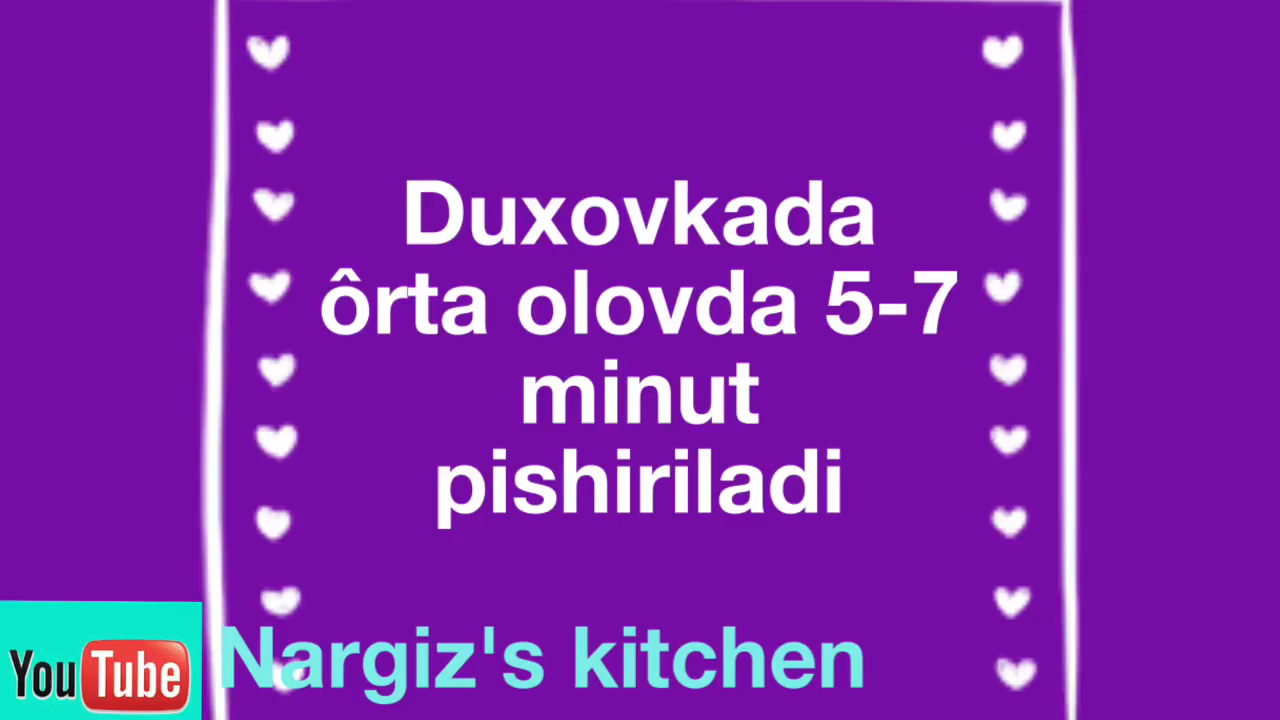 Duxovkada
ôrta olovda 5-7
minut
pishiriladi
YouTube
Nargiz's kitchen